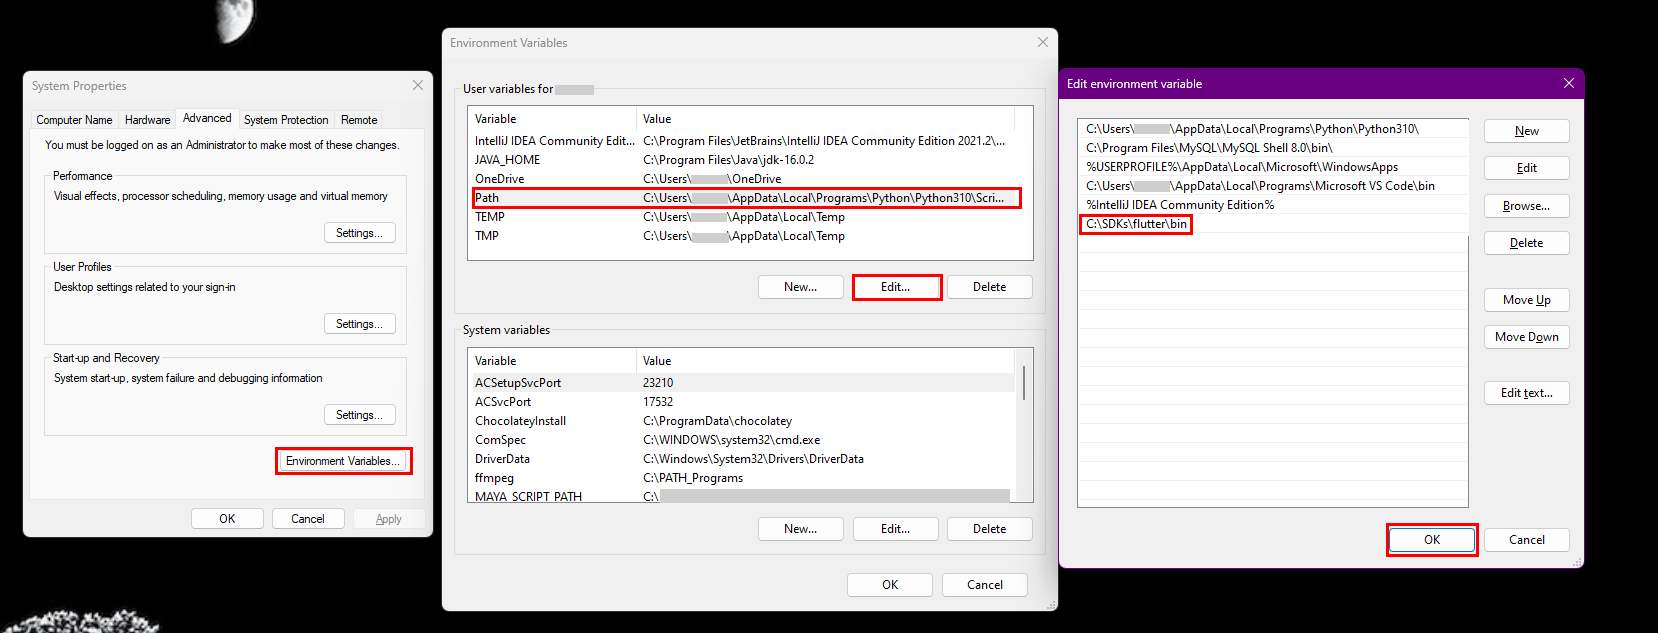 System Properties
Computer Name Hardware Advanced System Protection Remote
You must be logged on as an Administrator to make most of these changes.
Performance
Visual effects, processor scheduling, memory usage and virtual memory
Settings...
User Profiles
Desktop settings related to your sign-in
Settings...
Start-up and Recovery
System start-up, system failure and debugging information
Settings...
Environment Variables...
OK Cancel Apply
Environment Variables
User variables for
Variable Value
IntelliJ IDEA Community Edit... C:\Program Files\JetBrains\IntelliJ IDEA Community Edition 2021.2\...
JAVA_HOME C:\Program Files\Java\jdk-16.0.2
OneDrive C:\Users\ \OneDrive
Path C:\Users\ \AppData\Local\Programs\Python\Python310\Scri...
TEMP C:\Users\ \AppData\Local\Temp
TMP C:\Users\ \AppData\Local\Temp
New... Edit... Delete
System variables
Variable Value
ACSetupSvcPort 23210
ACSvcPort 17532
ChocolateyInstall C:\ProgramData\chocolatey
ComSpec C:\WINDOWS\system32\cmd.exe
DriverData C:\Windows\System32\Drivers\DriverData
ffmpeg C:\PATH_Programs
MAYA_SCRIPT_PATH C:\
New... Edit... Delete
OK Cancel
Edit environment variable
C:\Users\ \AppData\Local\Programs\Python\Python310\
C:\Program Files\MySQL\MySQL Shell 8.0\bin\
%USERPROFILE%\AppData\Local\Microsoft\WindowsApps
C:\Users\ \AppData\Local\Programs\Microsoft VS Code\bin
%IntelliJ IDEA Community Edition%
C:\SDKs\flutter\bin
New
Edit
Browse...
Delete
Move Up
Move Down
Edit text...
OK Cancel